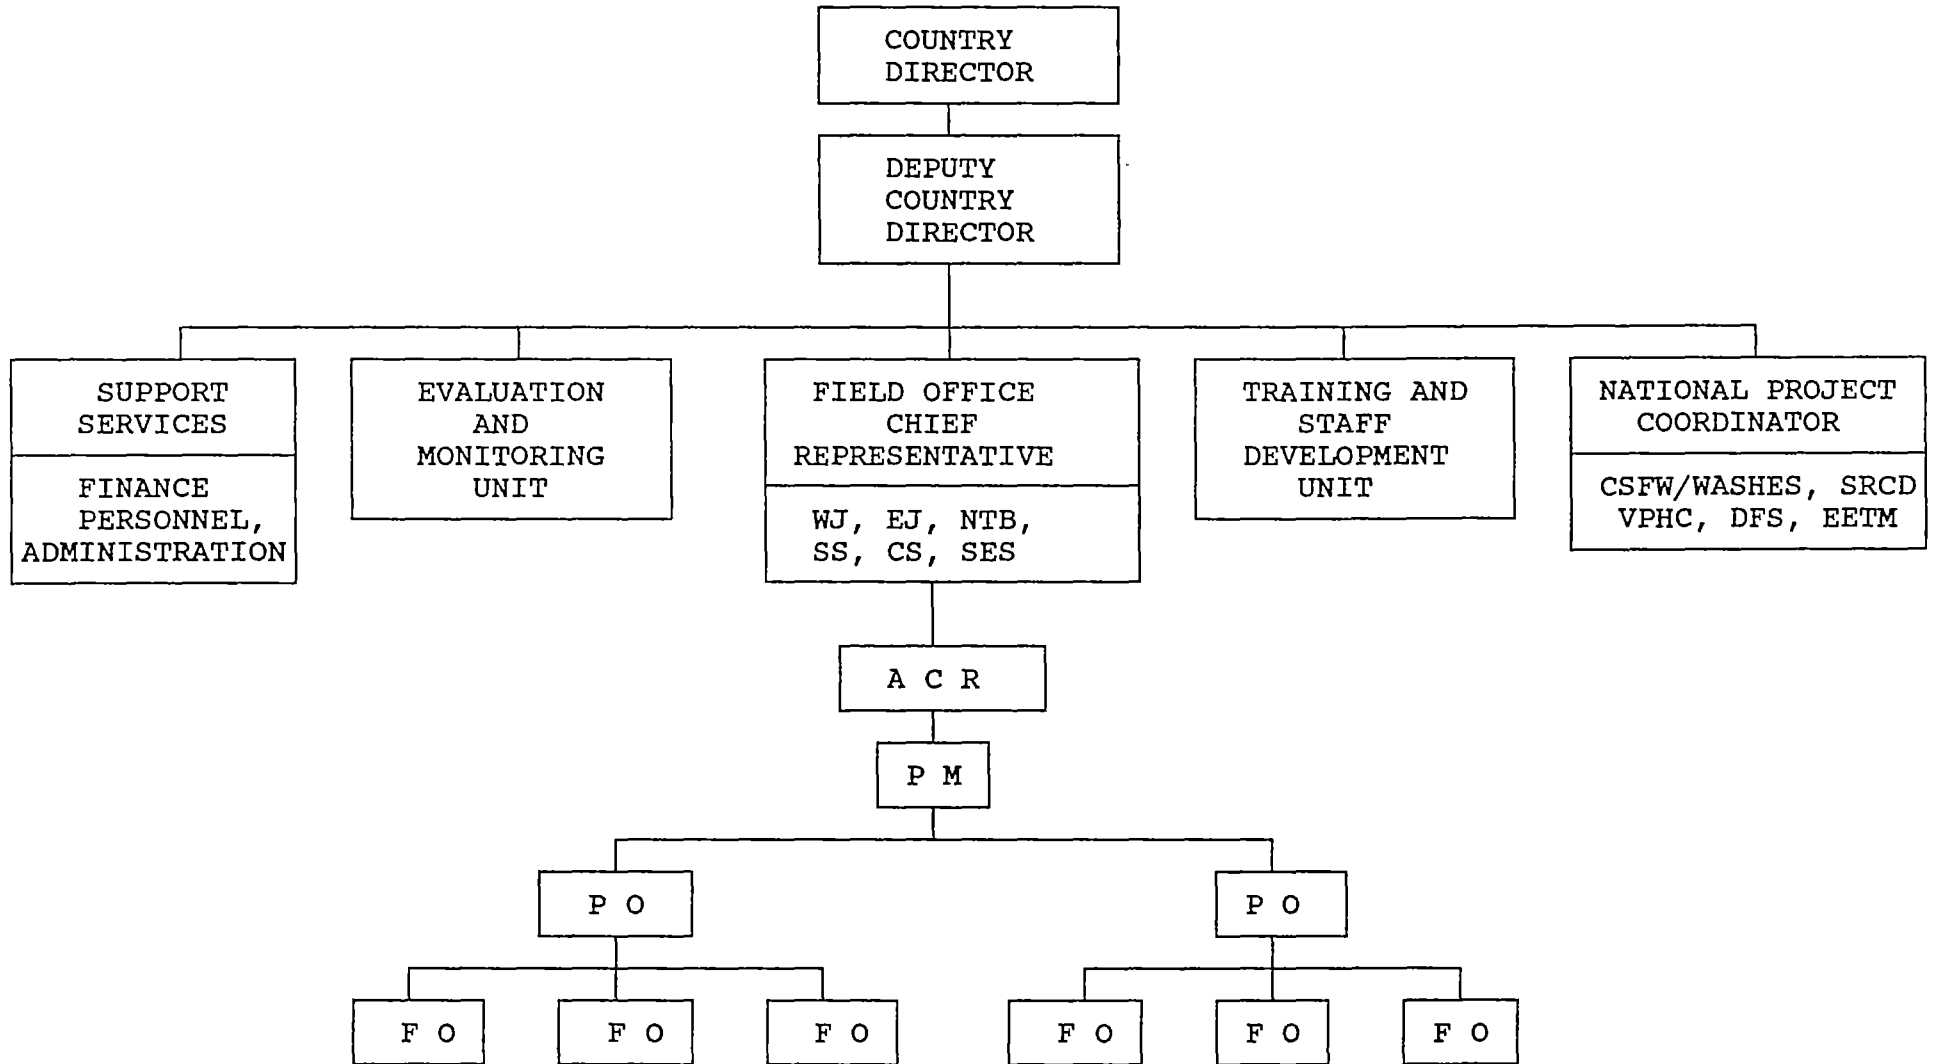 COUNTRY
DIRECTOR
DEPUTY
COUNTRY
DIRECTOR
SUPPORT
SERVICES
FINANCE
PERSONNEL,
ADMINISTRATION
EVALUATION
AND
MONITORING
UNIT
FIELD OFFICE
CHIEF
REPRESENTATIVE
WJ, EJ, NTB,
SS, CS, SES
TRAINING AND
STAFF
DEVELOPMENT
UNIT
NATIONAL PROJECT
COORDINATOR
CSFW/WASHES, SRCD
VPHC, DFS, EETM
A C R
P M
P O
P O
F O
F O
F O
F O
F O
F O